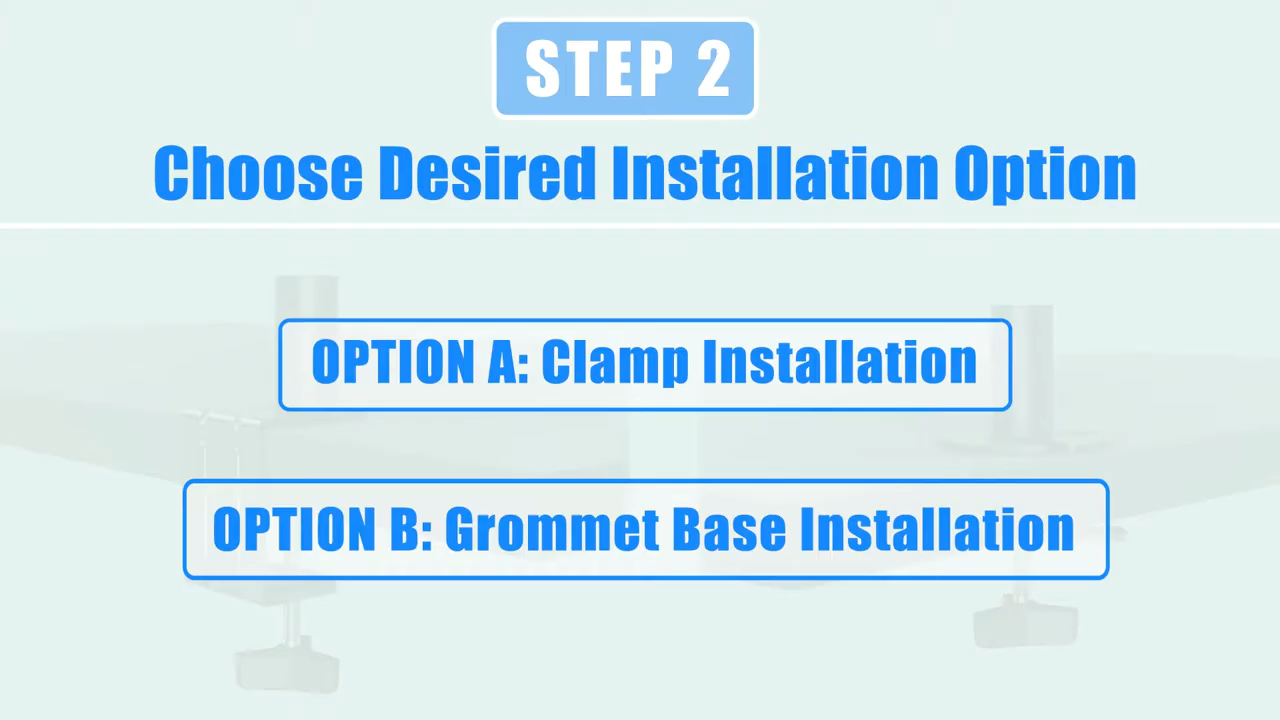 STEP 2
Choose Desired Installation Option
OPTION A: Clamp Installation
OPTION B: Grommet Base Installation